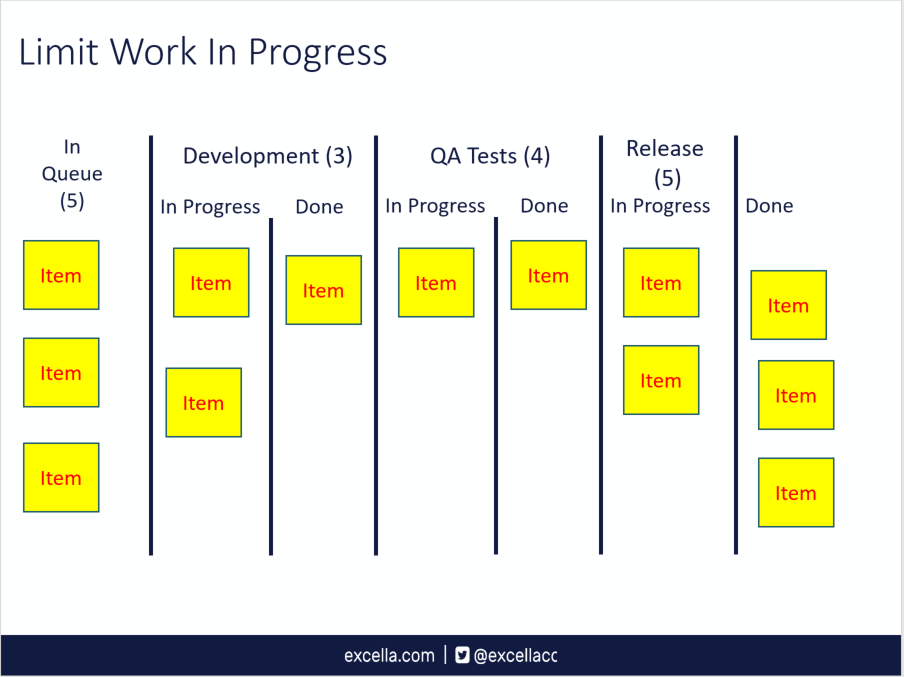 Limit Work In Progress
In
Queue
(5)
Development (3)
QA Tests (4)
Release
(5)
In Progress
Done
In Progress
Done
In Progress
Done
Item
Item
Item
Item
Item
Item
Item
Item
Item
Item
Item
Item
Item
excella.com | @excellacc